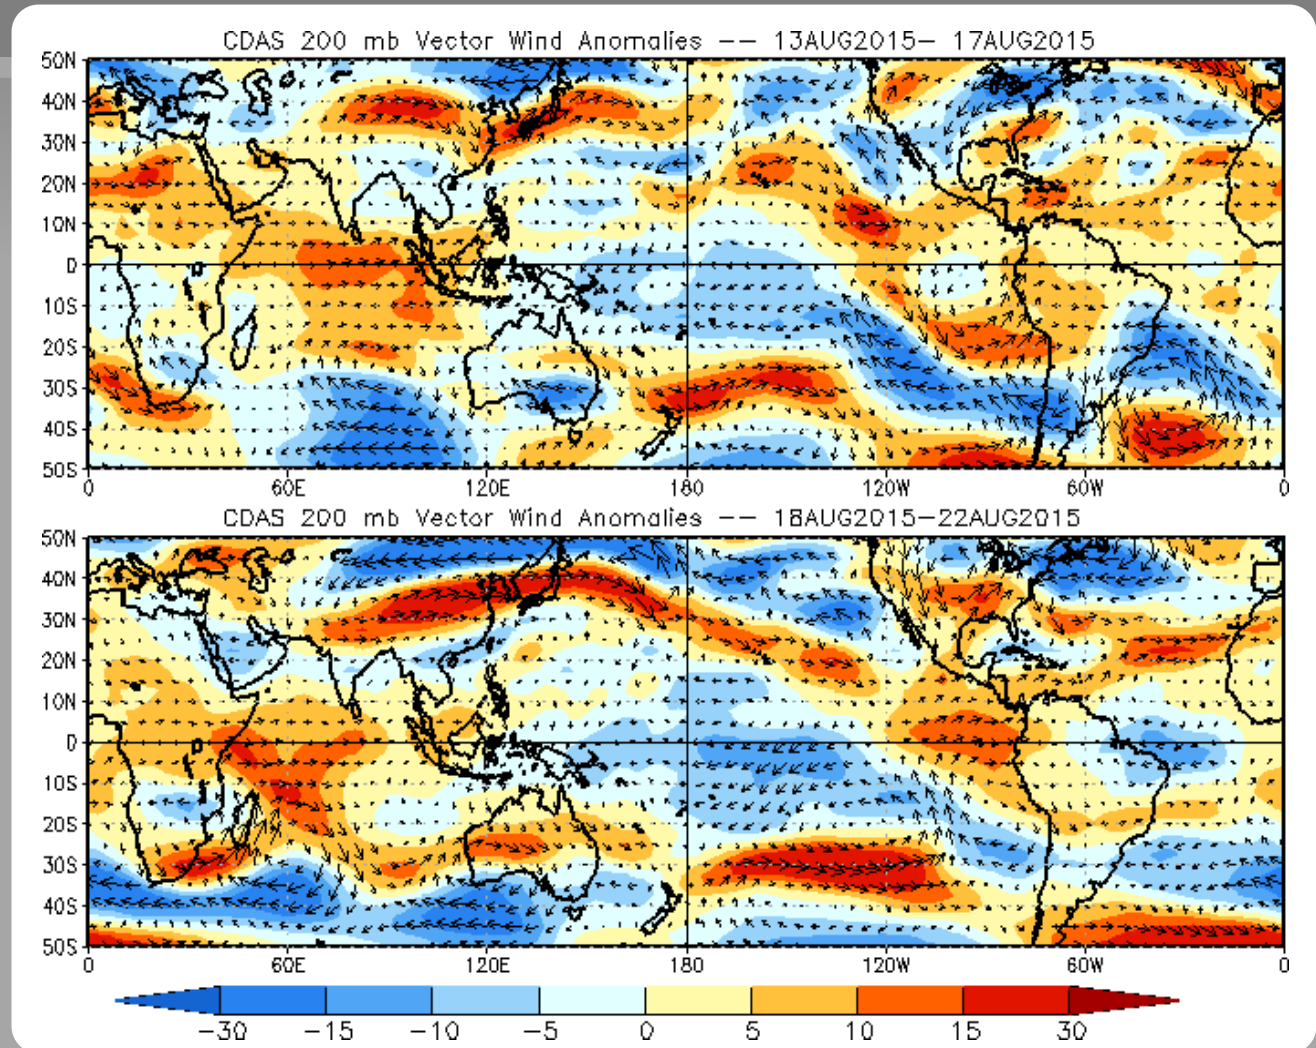 CDAS 200 mb Vector Wind Anomalies -- 13AUG2015- 17AUG2015
50N
40N
30N
20N
10N
0
10S
20S
30S
40S
50S
0 60E 120E 180 120W 60W 0
CDAS 200 mb Vector Wind Anomalies -- 18AUG2015-22AUG2015
50N
40N
30N
20N
10N
0
10S
20S
30S
40S
50S
0 60E 120E 180 120W 60W 0
-30 -15 -10 -5 0 5 10 15 30